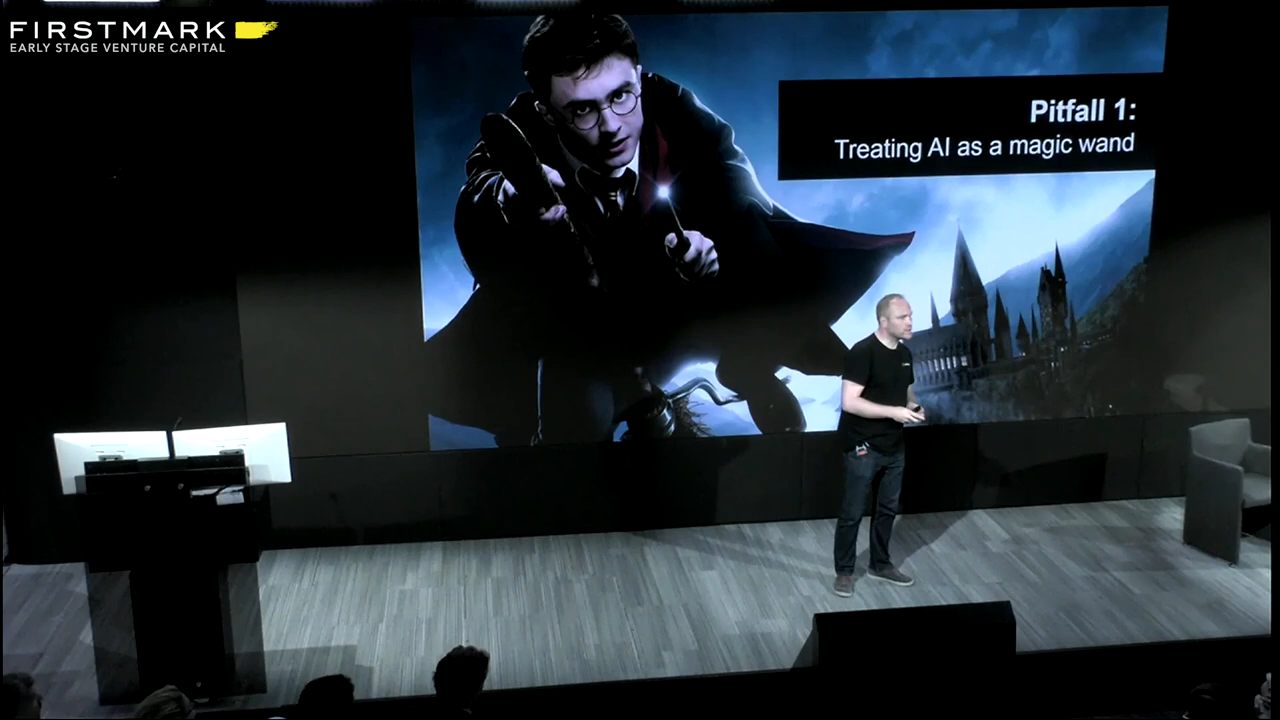 FIRSTMARK
EARLY STAGE VENTURE CAPITAL
Pitfall 1:
Treating AI as a magic wand